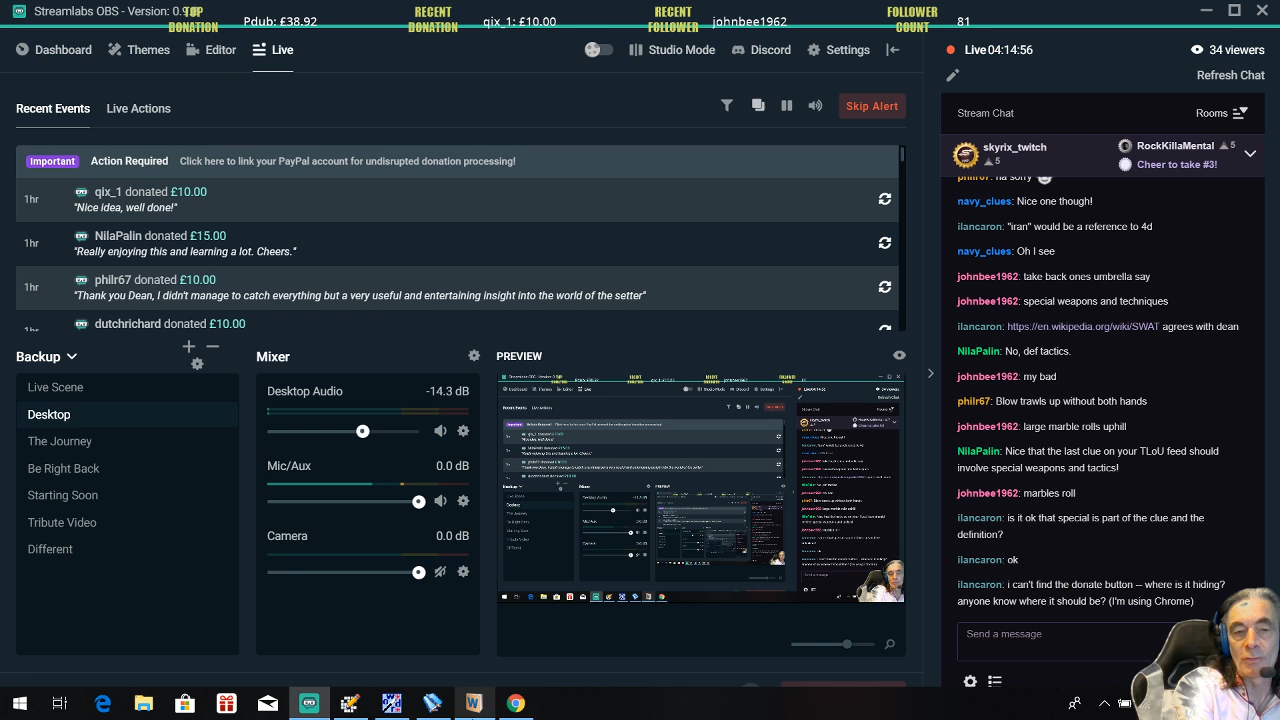 Streamlabs OBS - Version: 0.9
TOP DONATION
Pdub: £38.92
RECENT DONATION
qix_1: £10.00
RECENT FOLLOWER
johnbee1962
FOLLOWER COUNT
81
Dashboard
Themes
Editor
Live
Studio Mode
Discord
Settings
Live 04:14:56
34 viewers
Refresh Chat
Recent Events
Live Actions
Skip Alert
Important Action Required Click here to link your PayPal account for undisrupted donation processing!
1hr
qix_1 donated £10.00
"Nice idea, well done!"
1hr
NilaPalin donated £15.00
"Really enjoying this and learning a lot. Cheers."
1hr
philr67 donated £10.00
"Thank you Dean, I didn't manage to catch everything but a very useful and entertaining insight into the world of the setter"
1hr
dutchrichard donated £10.00
Backup
Live Scene
Desktop
The Journey
Be Right Back
Starting Soon
Tribute Video
Different
Mixer
Desktop Audio -14.3 dB
Mic/Aux 0.0 dB
Camera 0.0 dB
PREVIEW
Stream Chat
Rooms
skyrix_twitch
5
RockKillaMental 5
Cheer to take #3!
philr67: ha sorry
navy_clues: Nice one though!
ilancaron: "iran" would be a reference to 4d
navy_clues: Oh I see
johnbee1962: take back ones umbrella say
johnbee1962: special weapons and techniques
ilancaron: https://en.wikipedia.org/wiki/SWAT agrees with dean
NilaPalin: No, def tactics.
johnbee1962: my bad
philr67: Blow trawls up without both hands
johnbee1962: large marble rolls uphill
NilaPalin: Nice that the last clue on your TLoU feed should
involve special weapons and tactics!
johnbee1962: marbles roll
ilancaron: is it ok that special is part of the clue and the
definition?
ilancaron: ok
ilancaron: i can't find the donate button -- where is it hiding?
anyone know where it should be? (I'm using Chrome)
Send a message